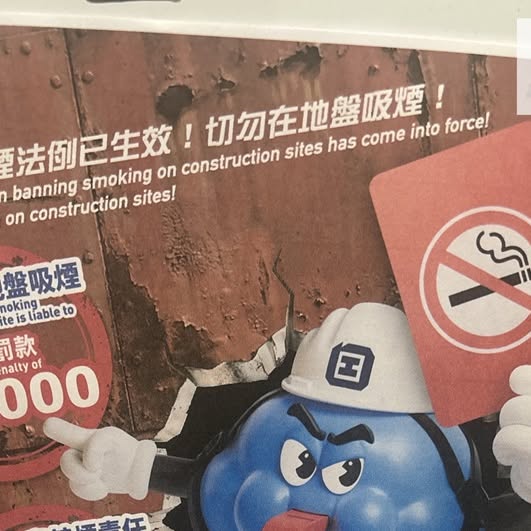 煙法例已生效！切勿在地盤吸煙！
n banning smoking on construction sites has come into force!
on construction sites!
盤吸煙
moking
ite is liable to
罰款
enalty of
000